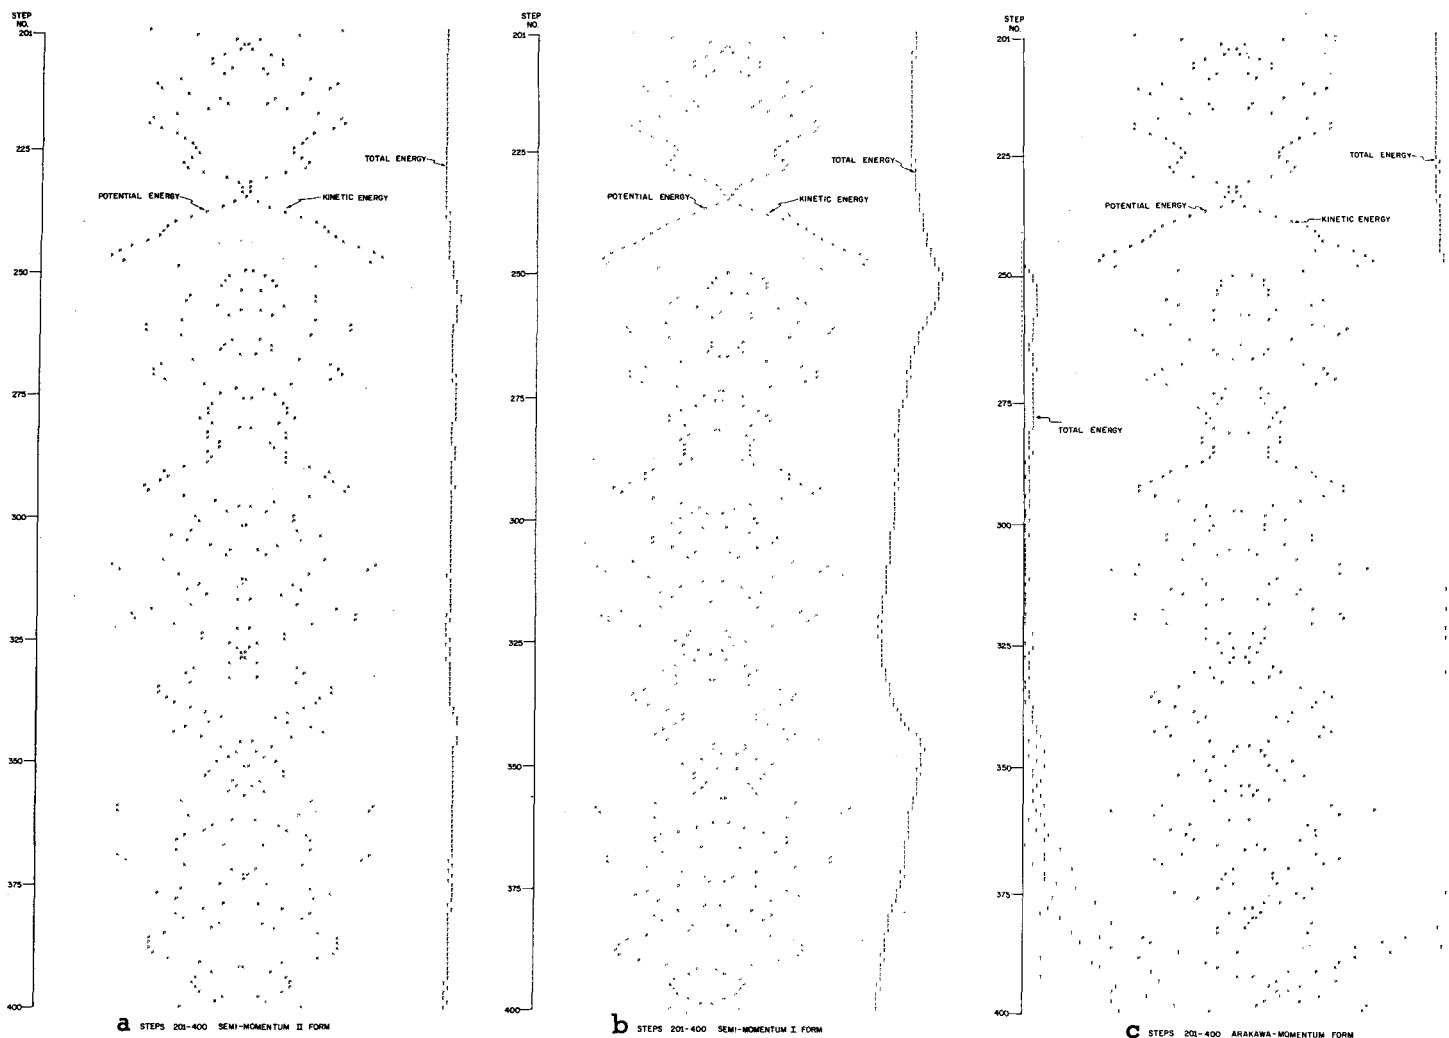 STEP
NO.
201
225
250
275
300
325
350
375
400
TOTAL ENERGY
POTENTIAL ENERGY
KINETIC ENERGY
a STEPS 201-400 SEMI-MOMENTUM II FORM
STEP
NO.
201
225
250
275
300
325
350
375
400
TOTAL ENERGY
POTENTIAL ENERGY
KINETIC ENERGY
b STEPS 201-400 SEMI-MOMENTUM I FORM
STEP
NO.
201
225
250
275
300
325
350
375
400
TOTAL ENERGY
POTENTIAL ENERGY
KINETIC ENERGY
TOTAL ENERGY
c STEPS 201-400 ARAKAWA-MOMENTUM FORM